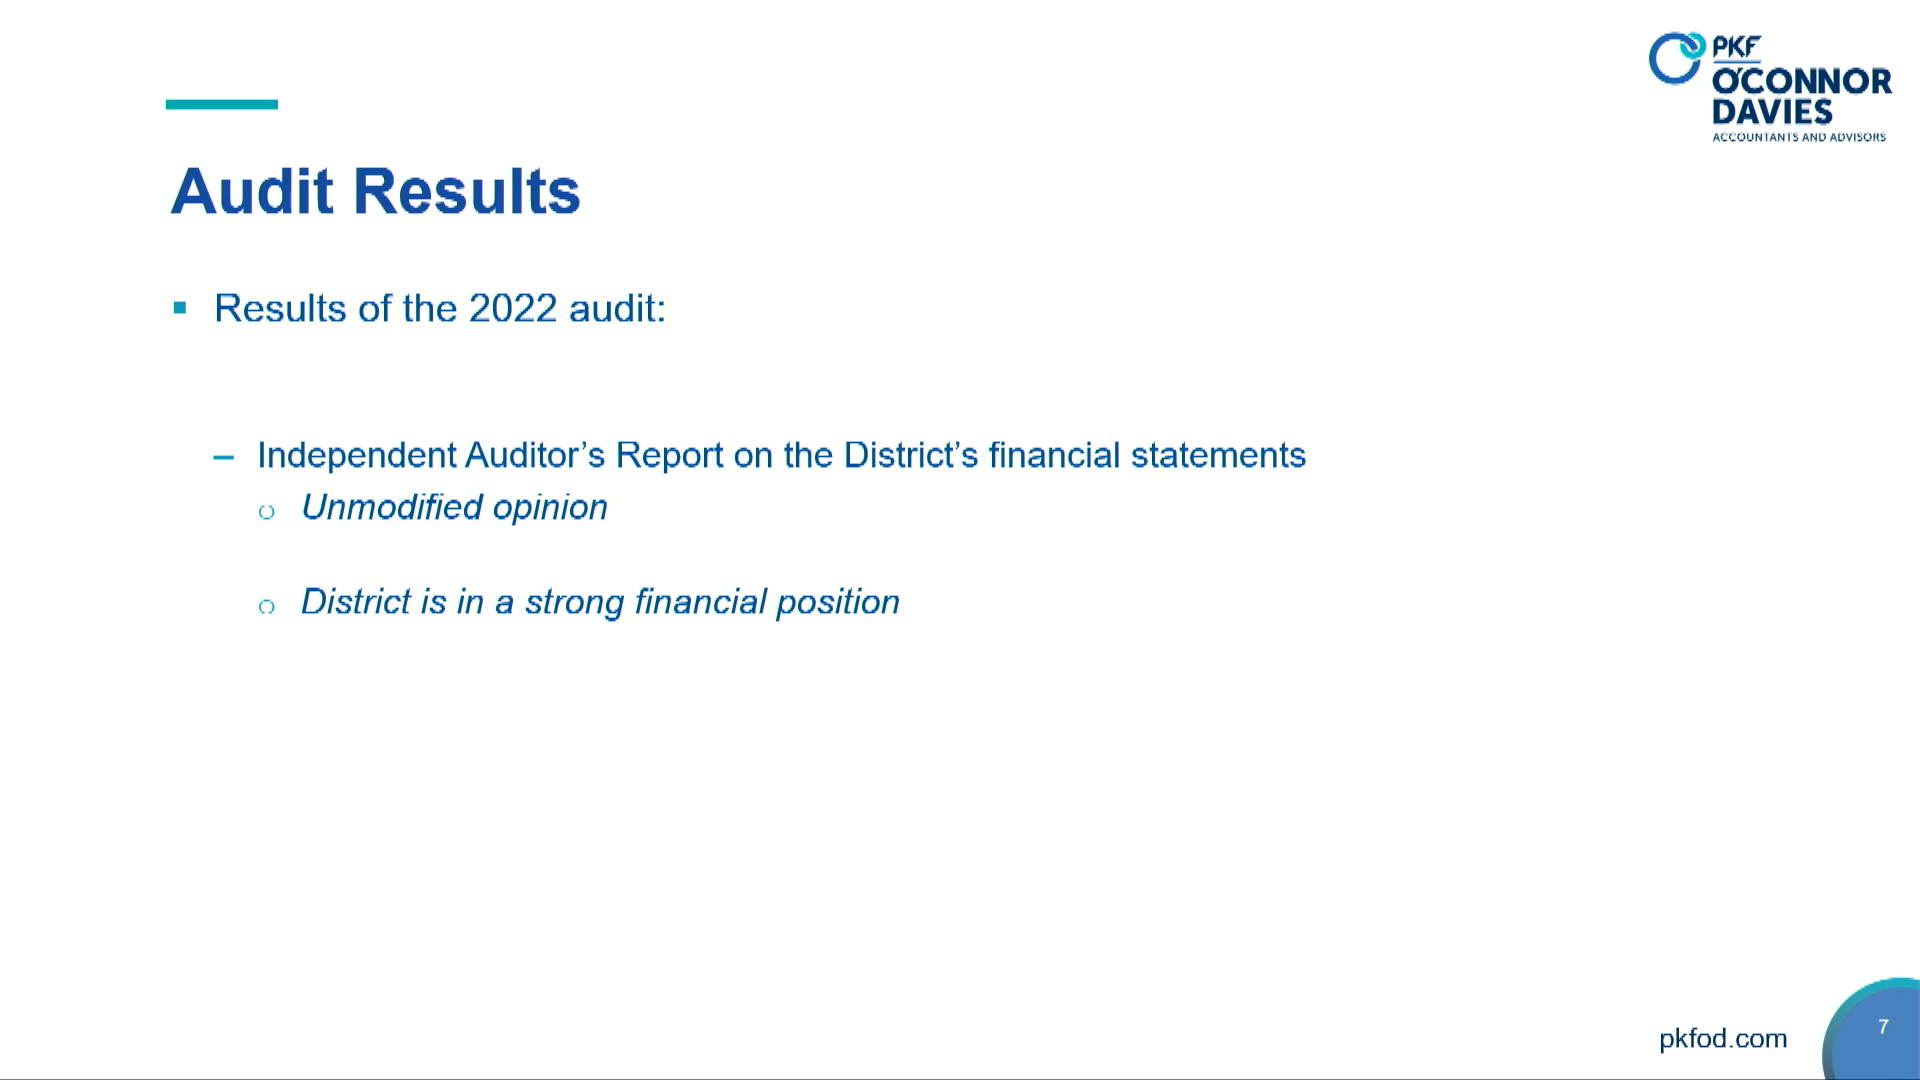 PKF
O'CONNOR
DAVIES
ACCOUNTANTS AND ADVISORS
Audit Results
Results of the 2022 audit:
– Independent Auditor’s Report on the District’s financial statements
Unmodified opinion
District is in a strong financial position
pkfod.com
7